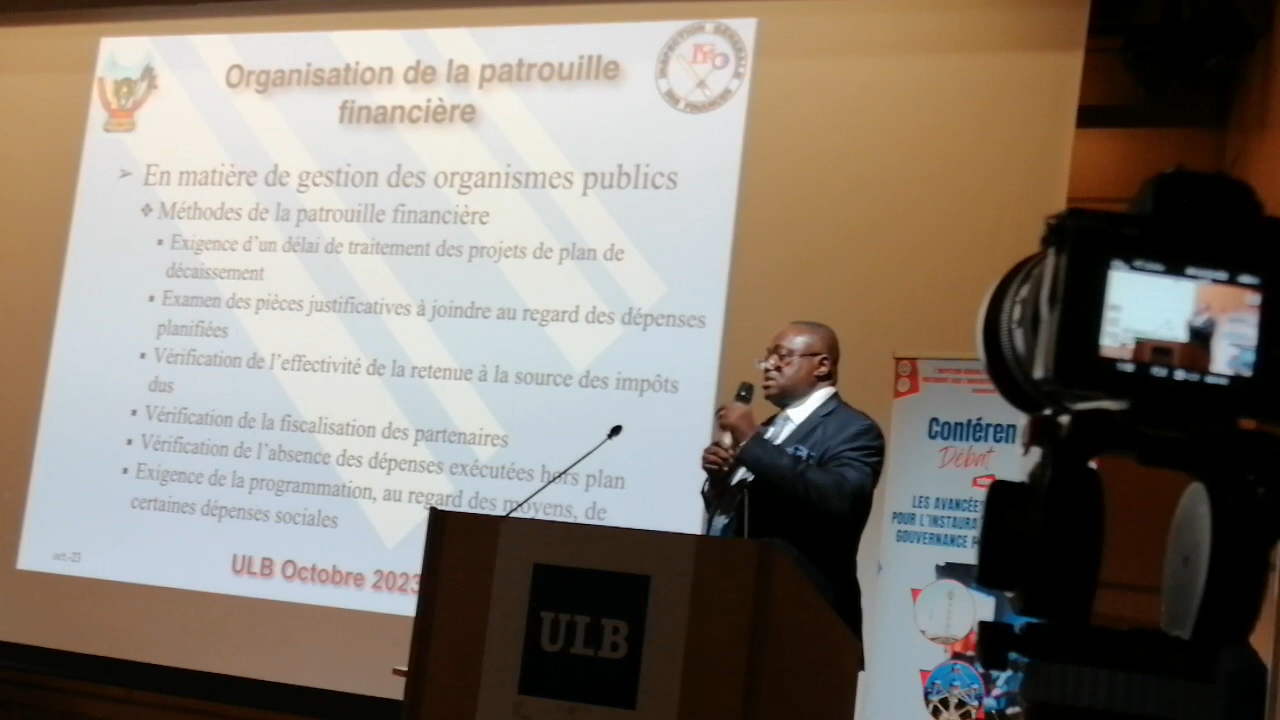 Organisation de la patrouille
financière
INSPECTION GÉNÉRALE
DES FINANCES
➢ En matière de gestion des organismes publics
❖ Méthodes de la patrouille financière
▪ Exigence d'un délai de traitement des projets de plan de
décaissement
▪ Examen des pièces justificatives à joindre au regard des dépenses
planifiées
▪ Vérification de l'effectivité de la retenue à la source des impôts
dus
▪ Vérification de la fiscalisation des partenaires
▪ Vérification de l'absence des dépenses exécutées hors plan
▪ Exigence de la programmation, au regard des moyens, de
certaines dépenses sociales
oct.-23
ULB Octobre 2023
ULB
Conféren
Débat
LES AVANCÉE
POUR L'INSTAURA
GOUVERNANCE P